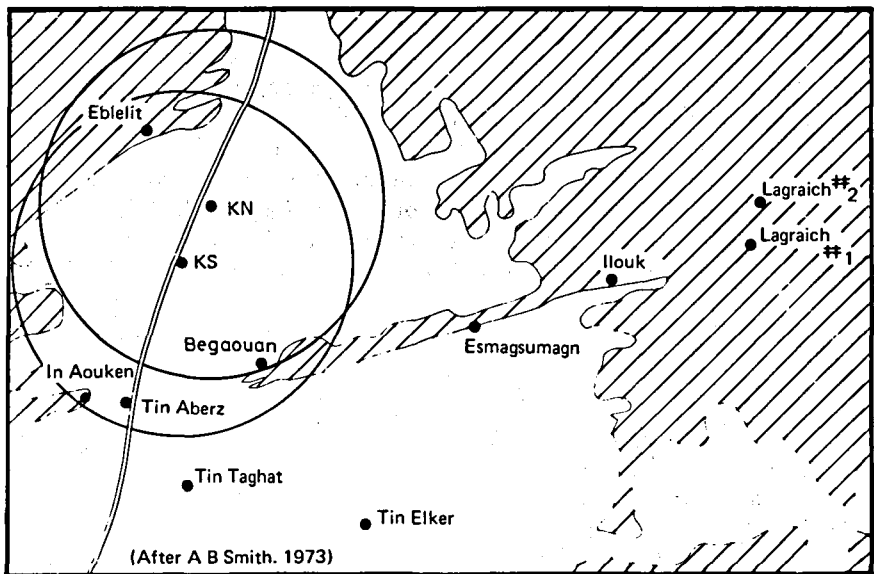 Eblelit
KN
KS
Lagraich #2
Lagraich
#1
Ilouk
Esmagsumagn
Begaouan
In Aouken
Tin Aberz
Tin Taghat
Tin Elker
(After A B Smith. 1973)